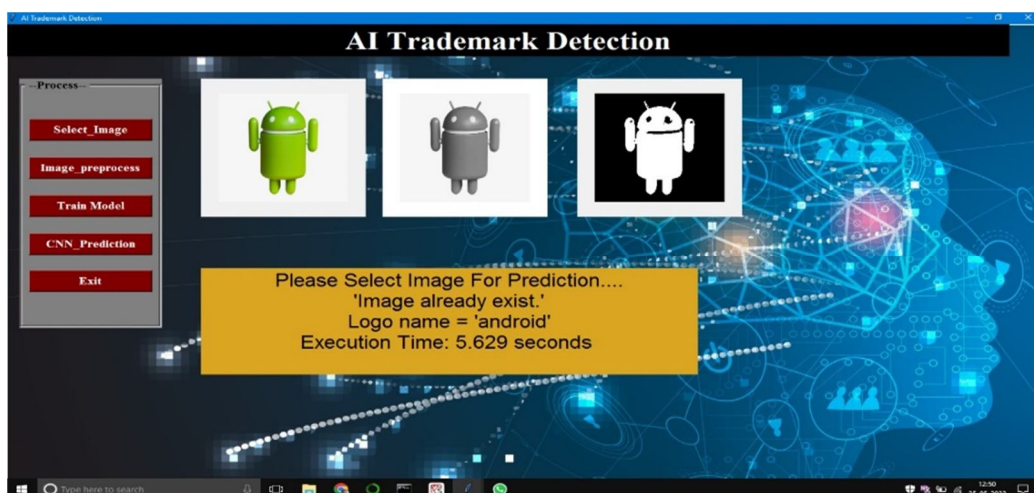 AI Trademark Detection
AI Trademark Detection
--Process--
Select_Image
Image_preprocess
Train Model
CNN_Prediction
Exit
Please Select Image For Prediction....
'Image already exist.'
Logo name = 'android'
Execution Time: 5.629 seconds
Type here to search
12:50